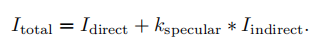 I_total = I_direct + k_specular * I_indirect.